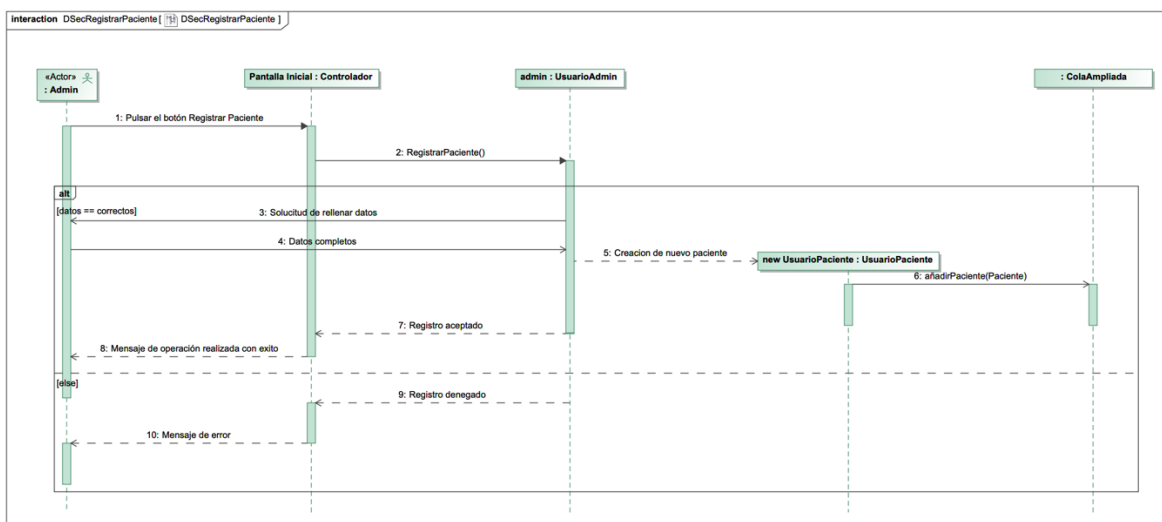 interaction DSecRegistrarPaciente [ DSecRegistrarPaciente ]
«Actor»
: Admin
Pantalla Inicial : Controlador
admin : UsuarioAdmin
: ColaAmpliada
1: Pulsar el botón Registrar Paciente
2: RegistrarPaciente()
alt
[datos == correctos]
3: Solucitud de rellenar datos
4: Datos completos
5: Creacion de nuevo paciente
new UsuarioPaciente : UsuarioPaciente
6: añadirPaciente(Paciente)
7: Registro aceptado
8: Mensaje de operación realizada con exito
[else]
9: Registro denegado
10: Mensaje de error